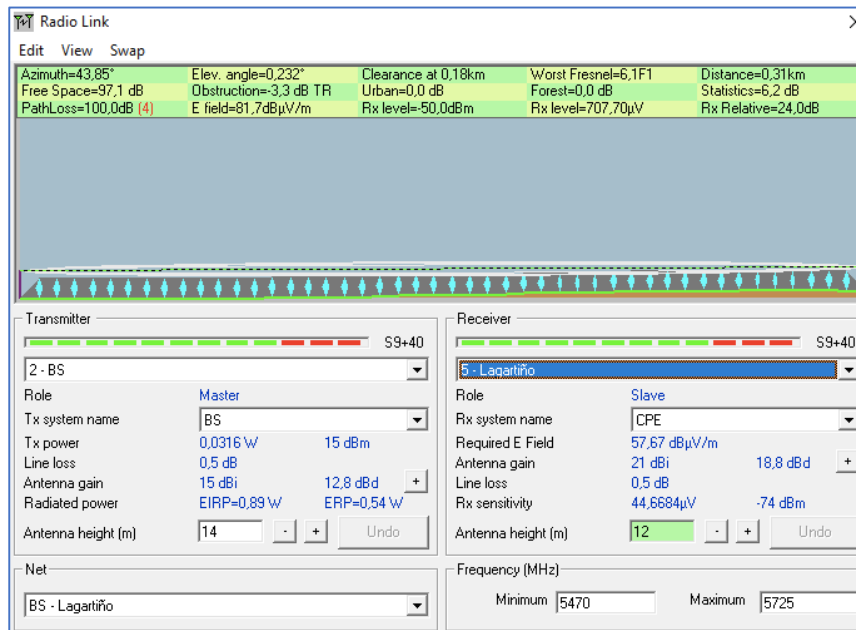 Radio Link
Edit View Swap
Azimuth=43,85° Elev. angle=0,232° Clearance at 0,18km Worst Fresnel=6,1F1 Distance=0,31km
Free Space=97,1 dB Obstruction=-3,3 dB TR Urban=0,0 dB Forest=0,0 dB Statistics=6,2 dB
PathLoss=100,0dB (4) E field=81,7dBµV/m Rx level=-50,0dBm Rx level=707,70µV Rx Relative=24,0dB
Transmitter
S9+40
2 - BS
Role Master
Tx system name BS
Tx power 0,0316 W 15 dBm
Line loss 0,5 dB
Antenna gain 15 dBi 12,8 dBd +
Radiated power EIRP=0,89 W ERP=0,54 W
Antenna height (m) 14 - + Undo
Net
BS - Lagartiño
Receiver
S9+40
5 - Lagartiño
Role Slave
Rx system name CPE
Required E Field 57,67 dBµV/m
Antenna gain 21 dBi 18,8 dBd +
Line loss 0,5 dB
Rx sensitivity 44,6684µV -74 dBm
Antenna height (m) 12 - + Undo
Frequency (MHz)
Minimum 5470 Maximum 5725